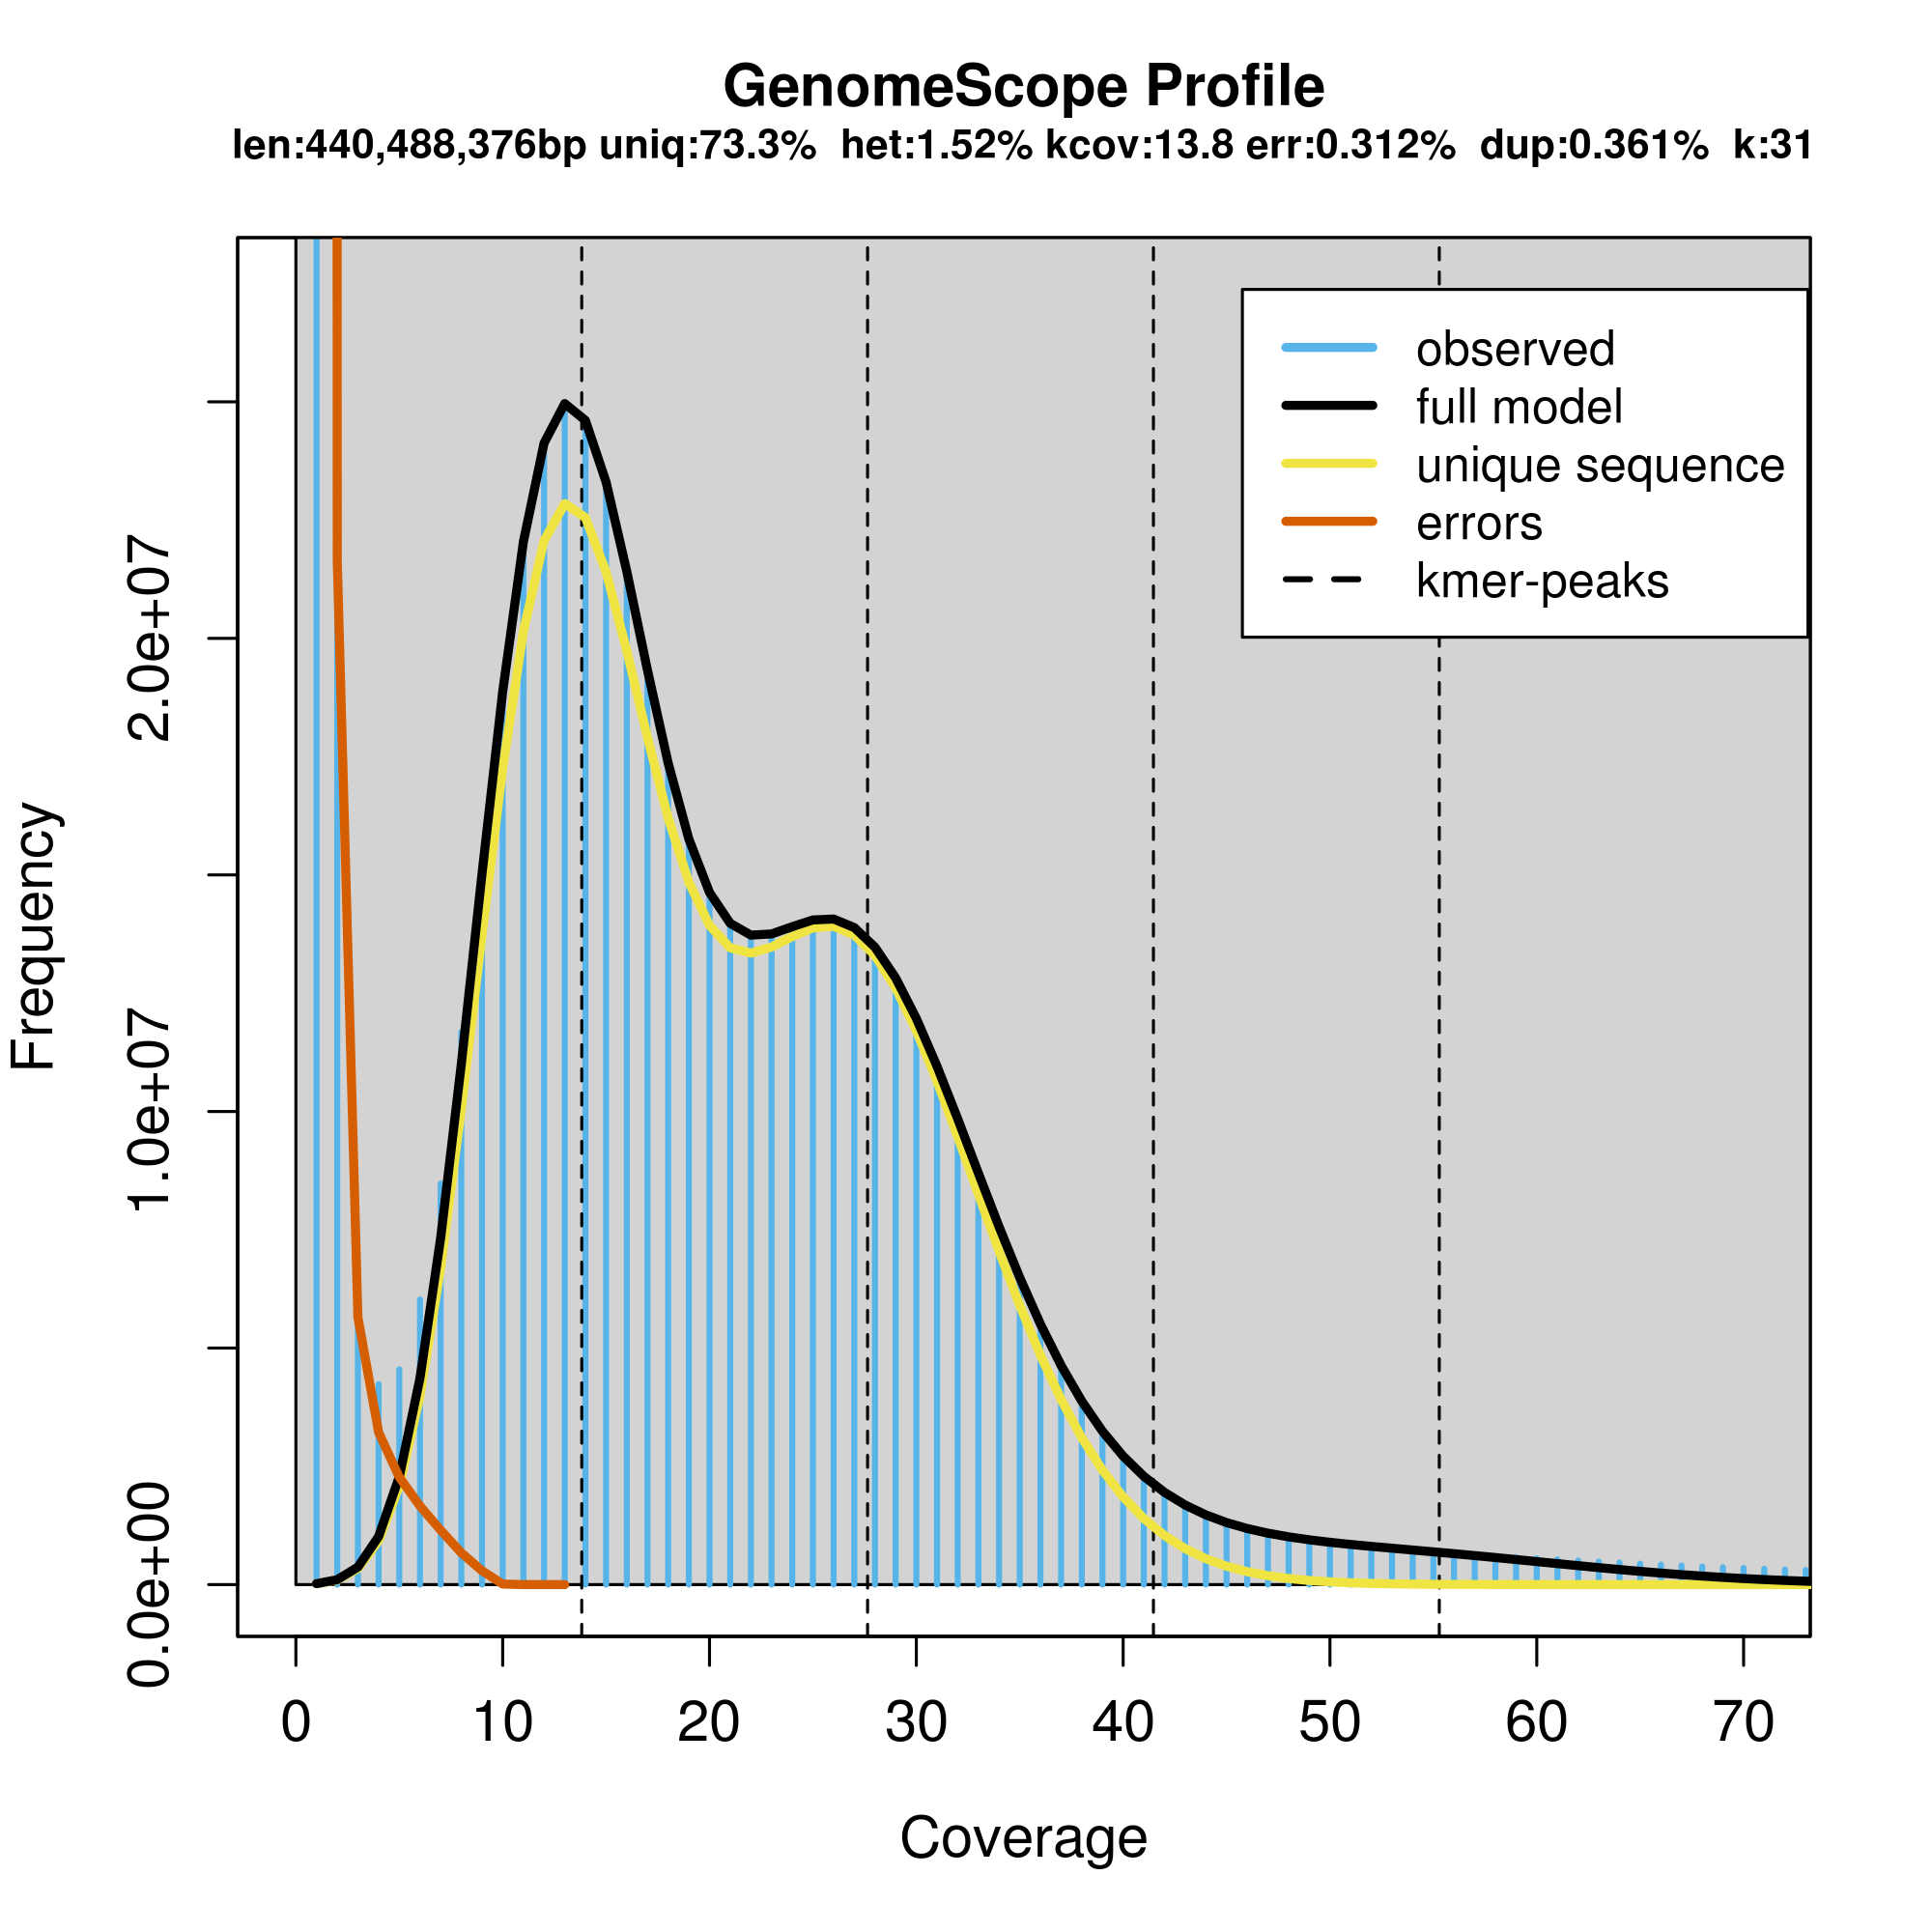 GenomeScope Profile
len:440,488,376bp uniq:73.3% het:1.52% kcov:13.8 err:0.312% dup:0.361% k:31
observed
full model
unique sequence
errors
kmer-peaks
Frequency
2.0e+07
1.0e+07
0.0e+00
0 10 20 30 40 50 60 70
Coverage